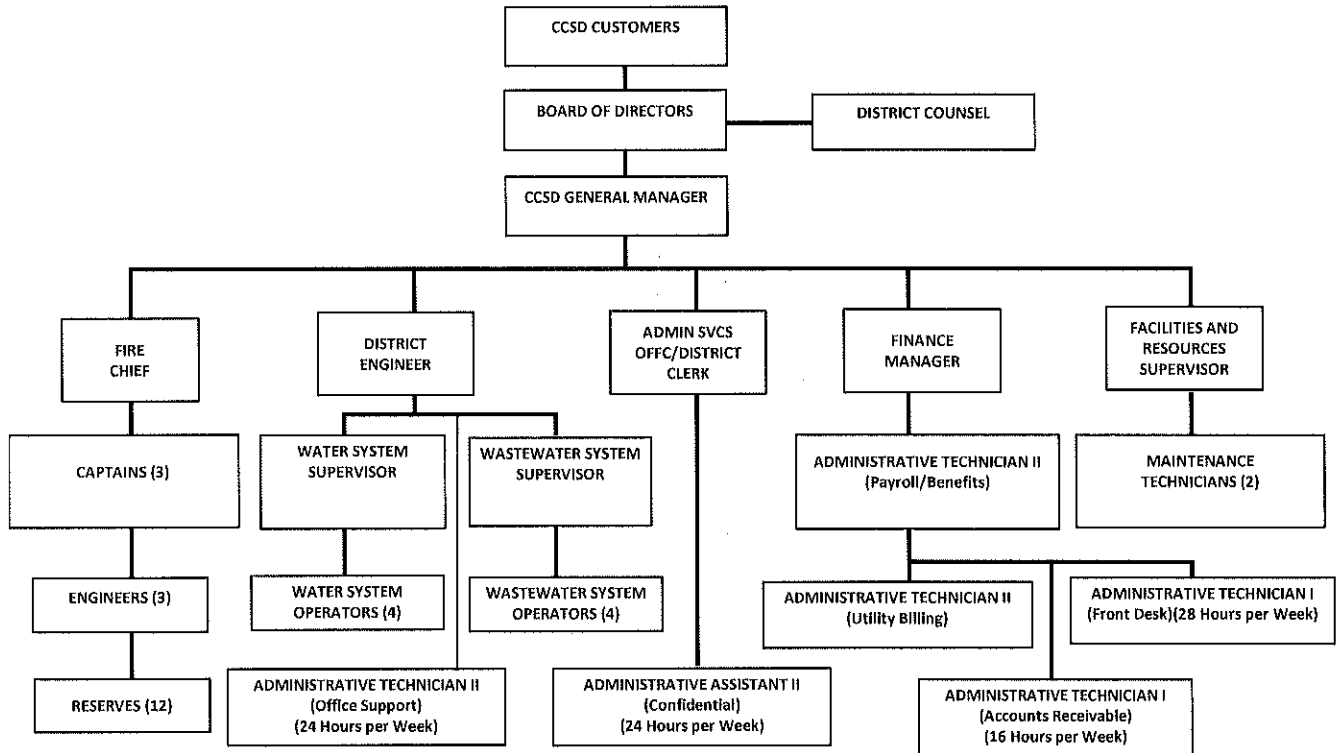 CCSD CUSTOMERS
BOARD OF DIRECTORS
DISTRICT COUNSEL
CCSD GENERAL MANAGER
FIRE
CHIEF
DISTRICT
ENGINEER
ADMIN SVCS
OFFC/DISTRICT
CLERK
FINANCE
MANAGER
FACILITIES AND
RESOURCES
SUPERVISOR
CAPTAINS (3)
WATER SYSTEM
SUPERVISOR
WASTEWATER SYSTEM
SUPERVISOR
ADMINISTRATIVE TECHNICIAN II
(Payroll/Benefits)
MAINTENANCE
TECHNICIANS (2)
ENGINEERS (3)
WATER SYSTEM
OPERATORS (4)
WASTEWATER SYSTEM
OPERATORS (4)
ADMINISTRATIVE TECHNICIAN II
(Utility Billing)
ADMINISTRATIVE TECHNICIAN I
(Front Desk)(28 Hours per Week)
RESERVES (12)
ADMINISTRATIVE TECHNICIAN II
(Office Support)
(24 Hours per Week)
ADMINISTRATIVE ASSISTANT II
(Confidential)
(24 Hours per Week)
ADMINISTRATIVE TECHNICIAN I
(Accounts Receivable)
(16 Hours per Week)